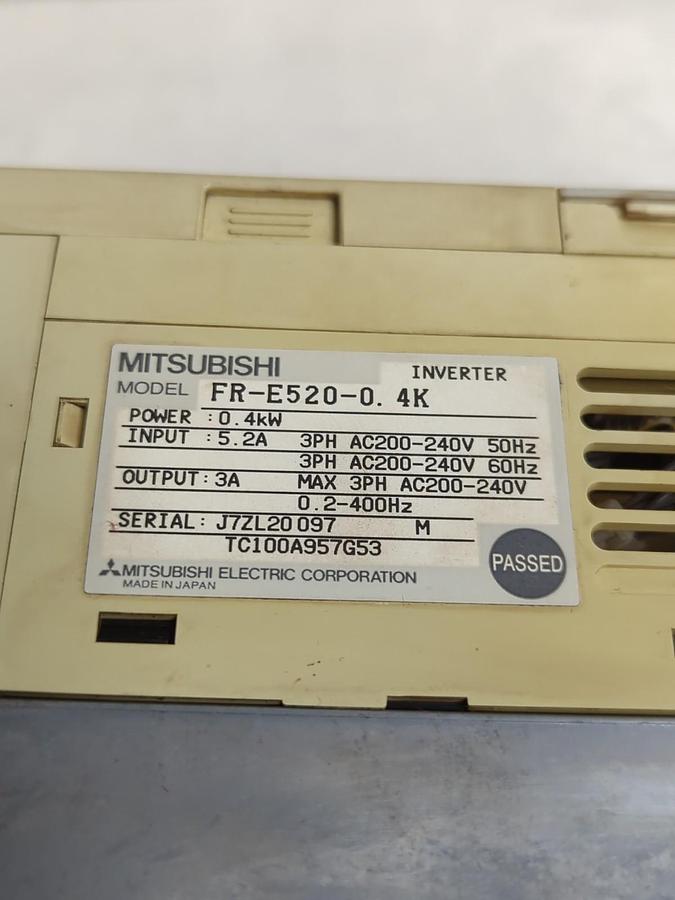 MITSUBISHI INVERTER
MODEL FR-E520-0.4K
POWER :0.4kW
INPUT :5.2A 3PH AC200-240V 50Hz
3PH AC200-240V 60Hz
OUTPUT:3A MAX 3PH AC200-240V
0.2-400Hz
SERIAL: J7ZL20097 M
TC100A957G53
PASSED
MITSUBISHI ELECTRIC CORPORATION
MADE IN JAPAN